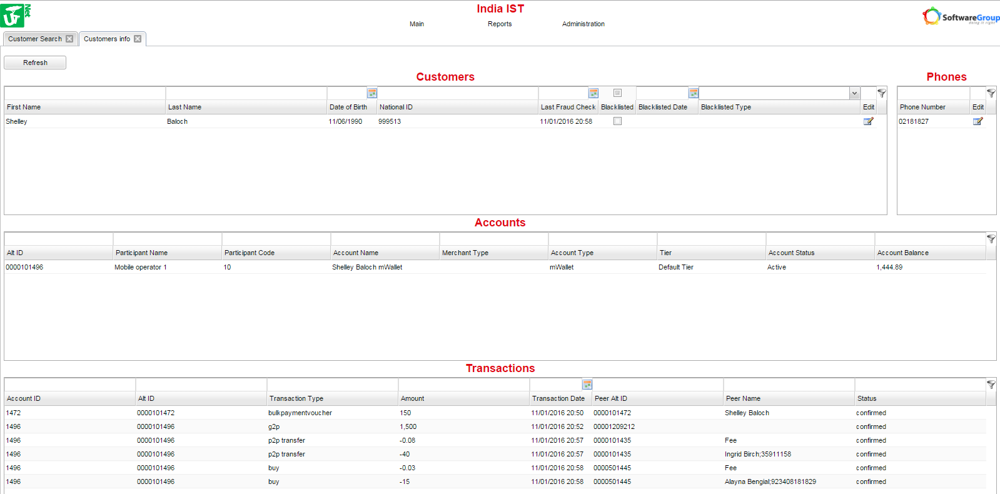 India IST
UF Net
SoftwareGroup
doing it right
Main Reports Administration
Customer Search Customers info
Refresh
Customers Phones
First Name Last Name Date of Birth National ID Last Fraud Check Blacklisted Blacklisted Date Blacklisted Type Edit Phone Number Edit
Shelley Baloch 11/06/1990 999513 11/01/2016 20:58 02181827
Accounts
Alt ID Participant Name Participant Code Account Name Merchant Type Account Type Tier Account Status Account Balance
0000101496 Mobile operator 1 10 Shelley Baloch mWallet mWallet Default Tier Active 1,444.89
Transactions
Account ID Alt ID Transaction Type Amount Transaction Date Peer Alt ID Peer Name Status
1472 0000101472 bulkpaymentvoucher 150 11/01/2016 20:50 0000101472 Shelley Baloch confirmed
1496 0000101496 g2p 1,500 11/01/2016 20:52 00001209212 confirmed
1496 0000101496 p2p transfer -0.08 11/01/2016 20:57 0000101435 Fee confirmed
1496 0000101496 p2p transfer -40 11/01/2016 20:57 0000101435 Ingrid Birch;35911158 confirmed
1496 0000101496 buy -0.03 11/01/2016 20:58 0000501445 Fee confirmed
1496 0000101496 buy -15 11/01/2016 20:58 0000501445 Alayna Bengial;923408181829 confirmed